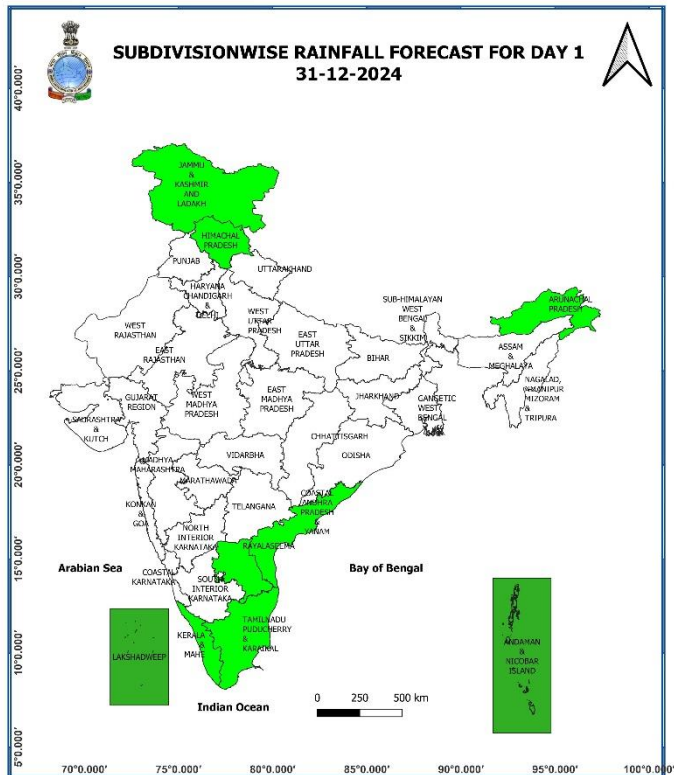 SUBDIVISIONWISE RAINFALL FORECAST FOR DAY 1
31-12-2024
40°0.000'
35°0.000'
30°0.000'
25°0.000'
20°0.000'
15°0.000'
10°0.000'
5°0.000'
JAMMU
&
KASHMIR
AND
LADAKH
HIMACHAL
PRADESH
PUNJAB
UTTARAKHAND
HARYANA
CHANDIGARH
&
DELHI
WEST
UTTAR
PRADESH
EAST
UTTAR
PRADESH
SUB-HIMALAYAN
WEST
BENGAL
&
SIKKIM
ARUNACHAL
PRADESH
ASSAM
&
MEGHALAYA
NAGALAD,
MANIPUR
MIZORAM
&
TRIPURA
WEST
RAJASTHAN
EAST
RAJASTHAN
BIHAR
JHARKHAND
GANGETIC
WEST
BENGAL
GUJARAT
REGION
WEST
MADHYA
PRADESH
EAST
MADHYA
PRADESH
SAURASHTRA
&
KUTCH
CHHATITSGARH
ODISHA
VIDARBHA
MADHYA
MAHARASHTRA
MARATHAWADA
KONKAN
&
GOA
TELANGANA
COASTAL
ANDHRA
PRADESH
&
YANAM
NORTH
INTERIOR
KARNATAKA
RAYALASEEMA
COASTAL
KARNATAKA
SOUTH
INTERIOR
KARNATAKA
TAMILNADU
PUDUCHERRY
&
KARAIKAL
KERALA
&
MAHE
LAKSHADWEEP
ANDAMAN
&
NICOBAR
ISLAND
Arabian Sea
Bay of Bengal
Indian Ocean
0 250 500 km
70°0.000' 75°0.000' 80°0.000' 85°0.000' 90°0.000' 95°0.000' 100°0.000'